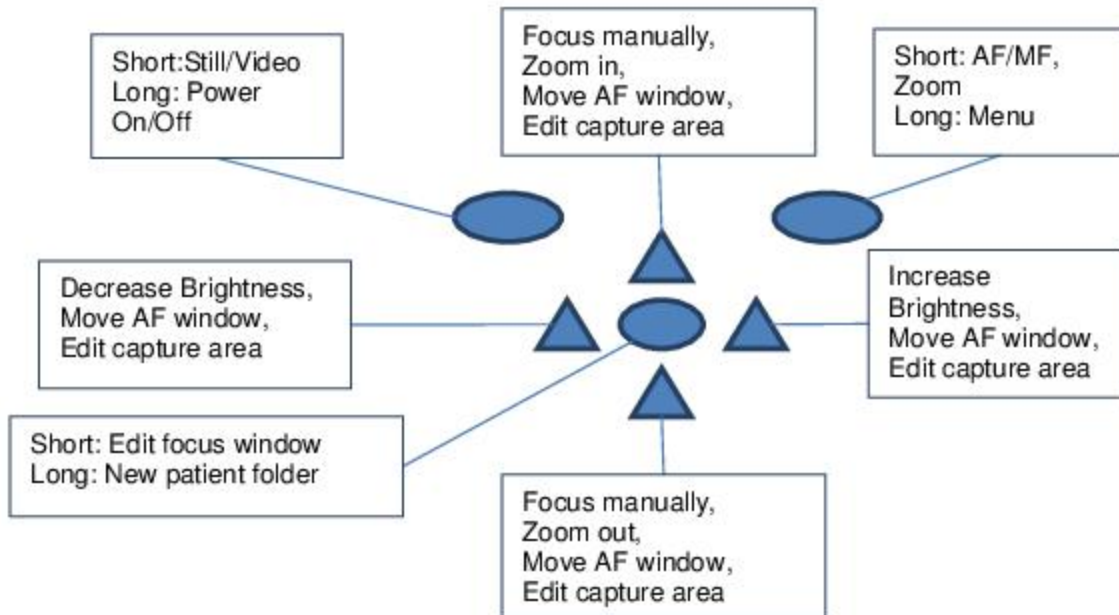 Short:Still/Video
Long: Power
On/Off
Focus manually,
Zoom in,
Move AF window,
Edit capture area
Short: AF/MF,
Zoom
Long: Menu
Decrease Brightness,
Move AF window,
Edit capture area
Increase
Brightness,
Move AF window,
Edit capture area
Short: Edit focus window
Long: New patient folder
Focus manually,
Zoom out,
Move AF window,
Edit capture area